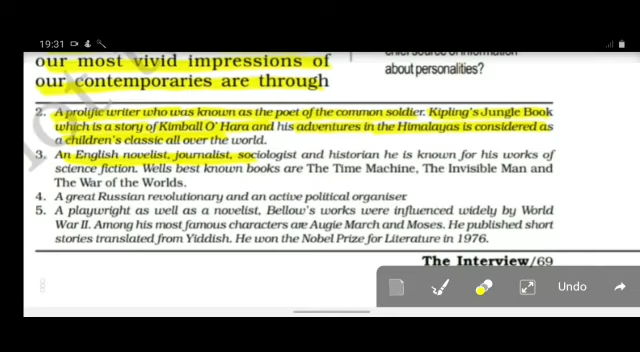 19:31
our most vivid impressions of
our contemporaries are through
chief source of information
about personalities?
2. A prolific writer who was known as the poet of the common soldier. Kipling's Jungle Book
which is a story of Kimball O' Hara and his adventures in the Himalayas is considered as
a children's classic all over the world.
3. An English novelist, journalist, sociologist and historian he is known for his works of
science fiction. Wells best known books are The Time Machine, The Invisible Man and
The War of the Worlds.
4. A great Russian revolutionary and an active political organiser.
5. A playwright as well as a novelist, Bellow's works were influenced widely by World
War II. Among his most famous characters are Augie March and Moses. He published short
stories translated from Yiddish. He won the Nobel Prize for Literature in 1976.
The Interview/69
Undo